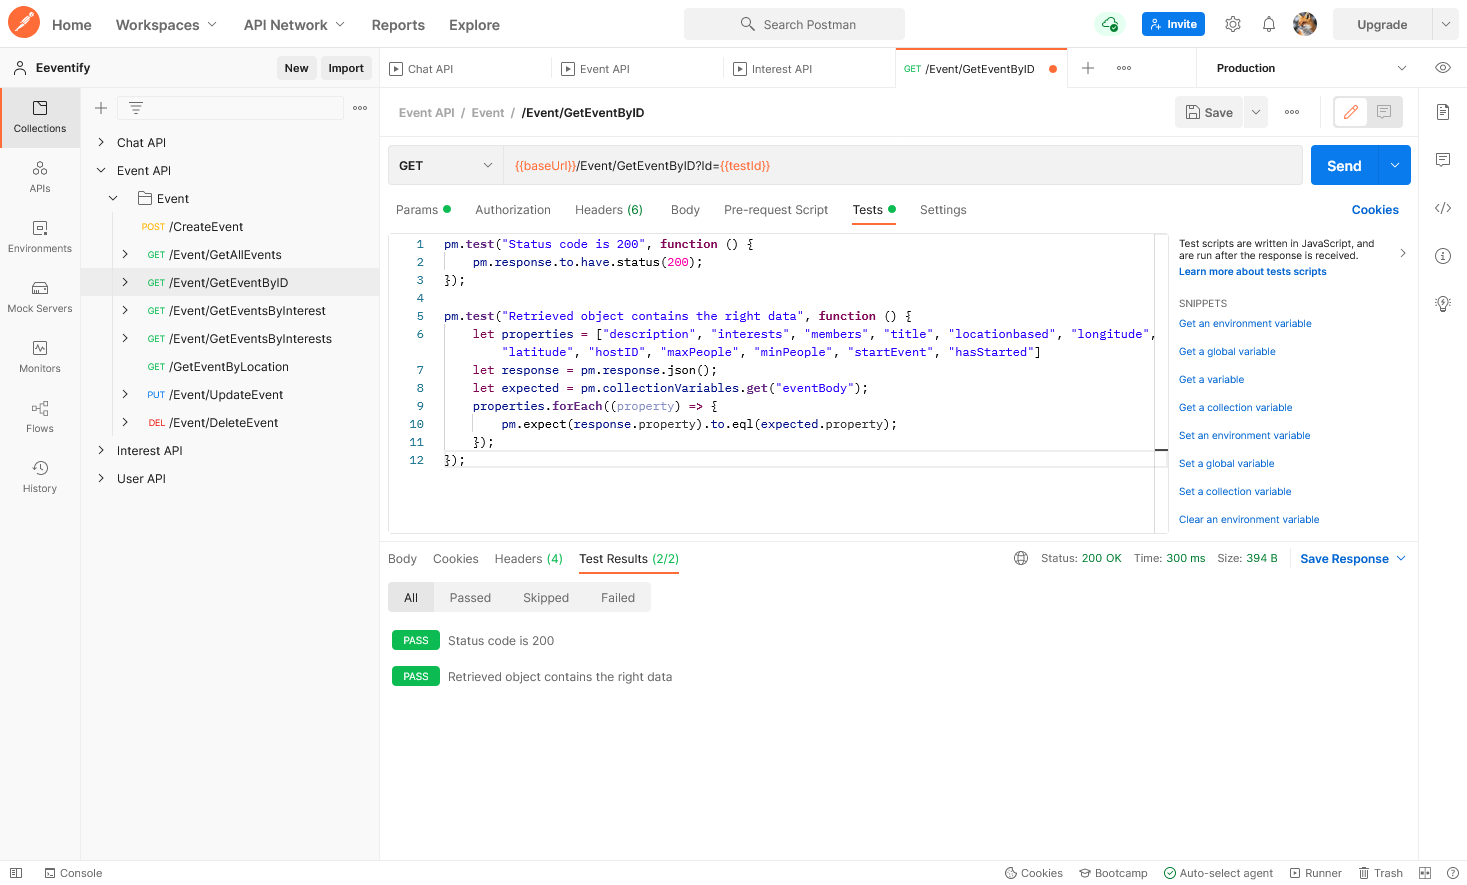 Home
Workspaces
API Network
Reports
Explore
Search Postman
Invite
Upgrade
Eeventify
New
Import
Chat API
Event API
Interest API
GET /Event/GetEventByID
Production
Collections
APIs
Environments
Mock Servers
Monitors
Flows
History
Chat API
Event API
Event
POST /CreateEvent
GET /Event/GetAllEvents
GET /Event/GetEventByID
GET /Event/GetEventsByInterest
GET /Event/GetEventsByInterests
GET /GetEventByLocation
PUT /Event/UpdateEvent
DEL /Event/DeleteEvent
Interest API
User API
Event API / Event / /Event/GetEventByID
Save
GET
{{baseUrl}}/Event/GetEventByID?Id={{testId}}
Send
Params
Authorization
Headers (6)
Body
Pre-request Script
Tests
Settings
Cookies
1 pm.test("Status code is 200", function () {
2 pm.response.to.have.status(200);
3 });
4
5 pm.test("Retrieved object contains the right data", function () {
6 let properties = ["description", "interests", "members", "title", "locationbased", "longitude",
"latitude", "hostID", "maxPeople", "minPeople", "startEvent", "hasStarted"]
7 let response = pm.response.json();
8 let expected = pm.collectionVariables.get("eventBody");
9 properties.forEach((property) => {
10 pm.expect(response.property).to.eql(expected.property);
11 });
12 });
Test scripts are written in JavaScript, and
are run after the response is received.
Learn more about tests scripts
SNIPPETS
Get an environment variable
Get a global variable
Get a variable
Get a collection variable
Set an environment variable
Set a global variable
Set a collection variable
Clear an environment variable
Body
Cookies
Headers (4)
Test Results (2/2)
Status: 200 OK
Time: 300 ms
Size: 394 B
Save Response
All
Passed
Skipped
Failed
PASS Status code is 200
PASS Retrieved object contains the right data
Console
Cookies
Bootcamp
Auto-select agent
Runner
Trash